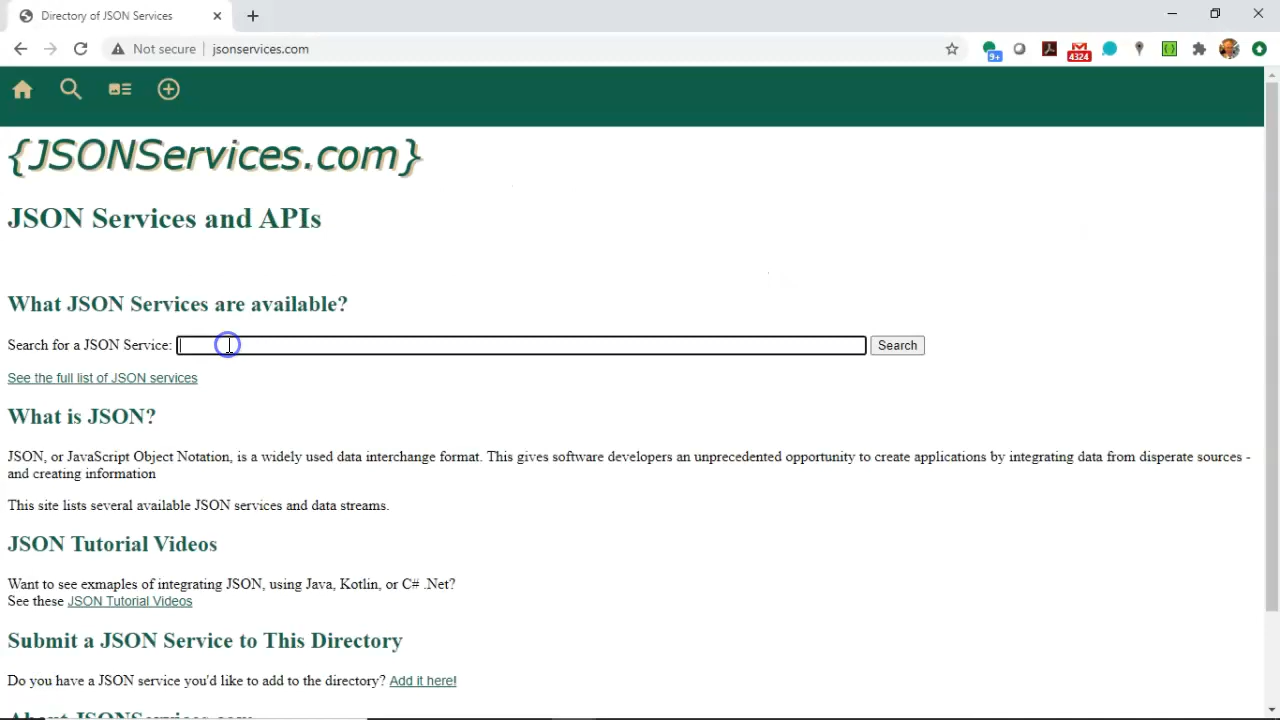 Directory of JSON Services
Not secure
jsonservices.com
9+
4324
{JSONServices.com}
JSON Services and APIs
What JSON Services are available?
Search for a JSON Service:
Search
See the full list of JSON services
What is JSON?
JSON, or JavaScript Object Notation, is a widely used data interchange format. This gives software developers an unprecedented opportunity to create applications by integrating data from disparate sources -
and creating information
This site lists several available JSON services and data streams.
JSON Tutorial Videos
Want to see exmaples of integrating JSON, using Java, Kotlin, or C# .Net?
See these JSON Tutorial Videos
Submit a JSON Service to This Directory
Do you have a JSON service you'd like to add to the directory? Add it here!
About JSONServices.com